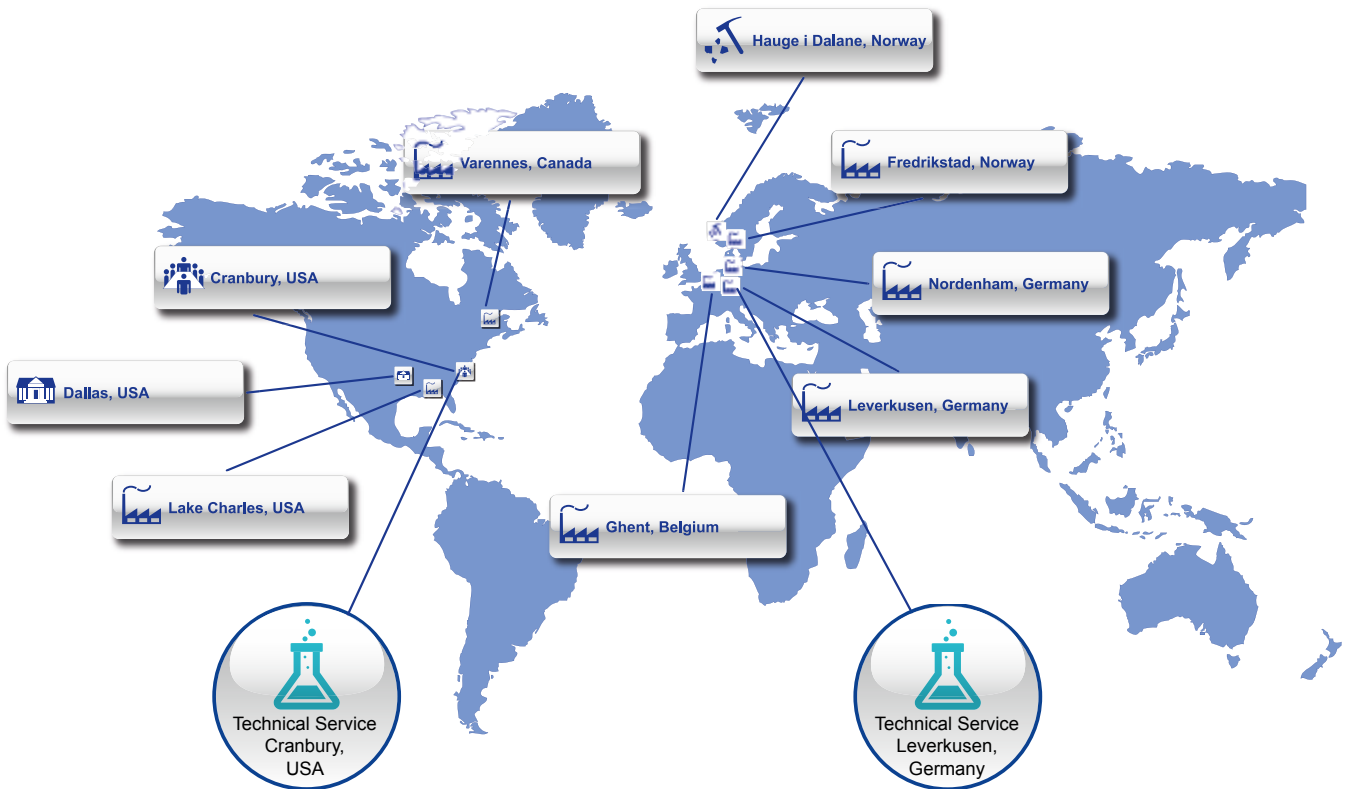 Hauge i Dalane, Norway
Varennes, Canada
Fredrikstad, Norway
Cranbury, USA
Nordenham, Germany
Dallas, USA
Leverkusen, Germany
Lake Charles, USA
Ghent, Belgium
Technical Service
Cranbury,
USA
Technical Service
Leverkusen,
Germany